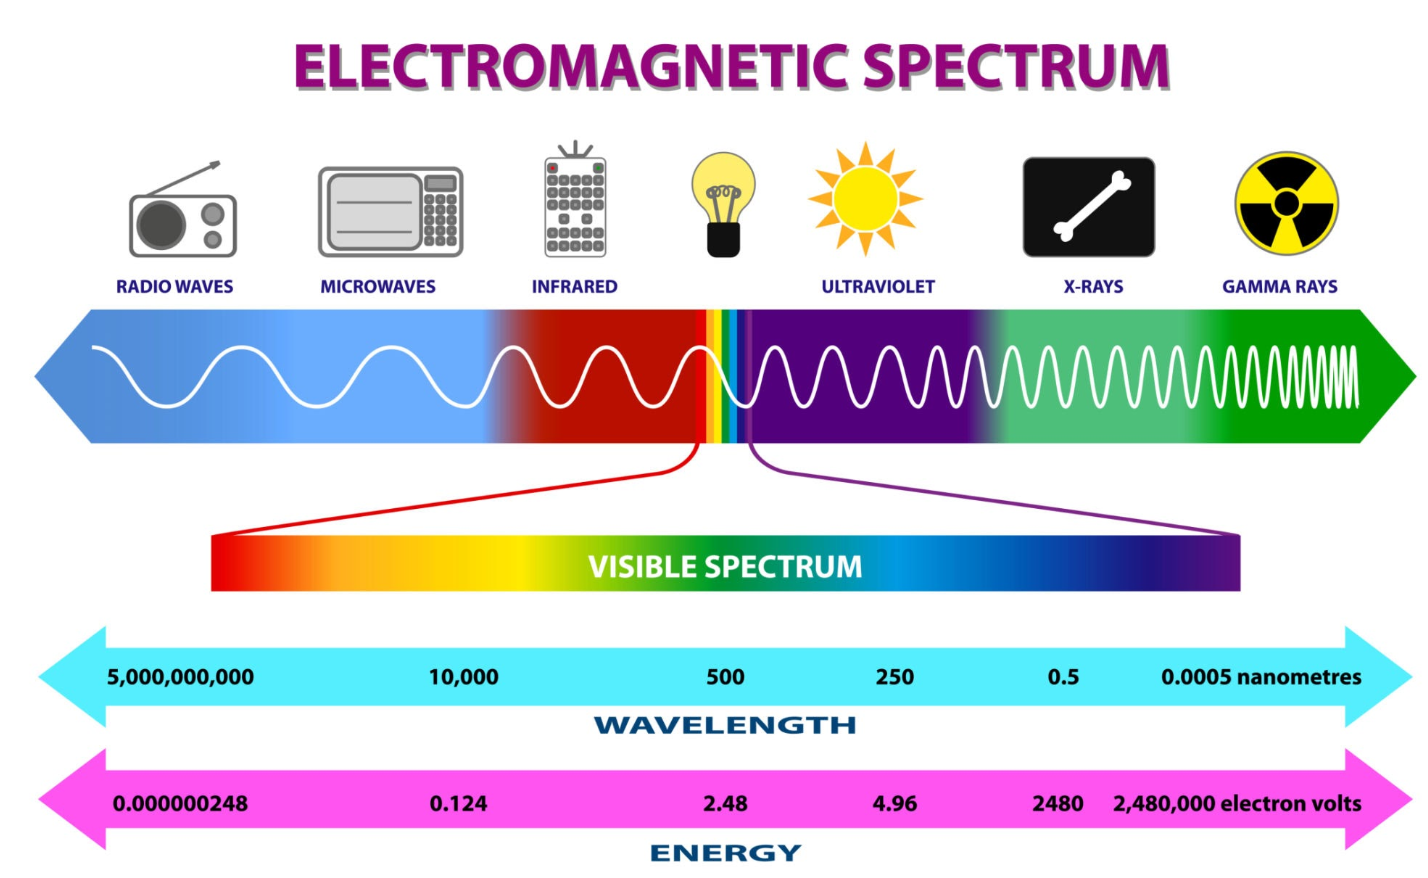 ELECTROMAGNETIC SPECTRUM
RADIO WAVES MICROWAVES INFRARED ULTRAVIOLET X-RAYS GAMMA RAYS
VISIBLE SPECTRUM
5,000,000,000 10,000 500 250 0.5 0.0005 nanometres
WAVELENGTH
0.000000248 0.124 2.48 4.96 2480 2,480,000 electron volts
ENERGY